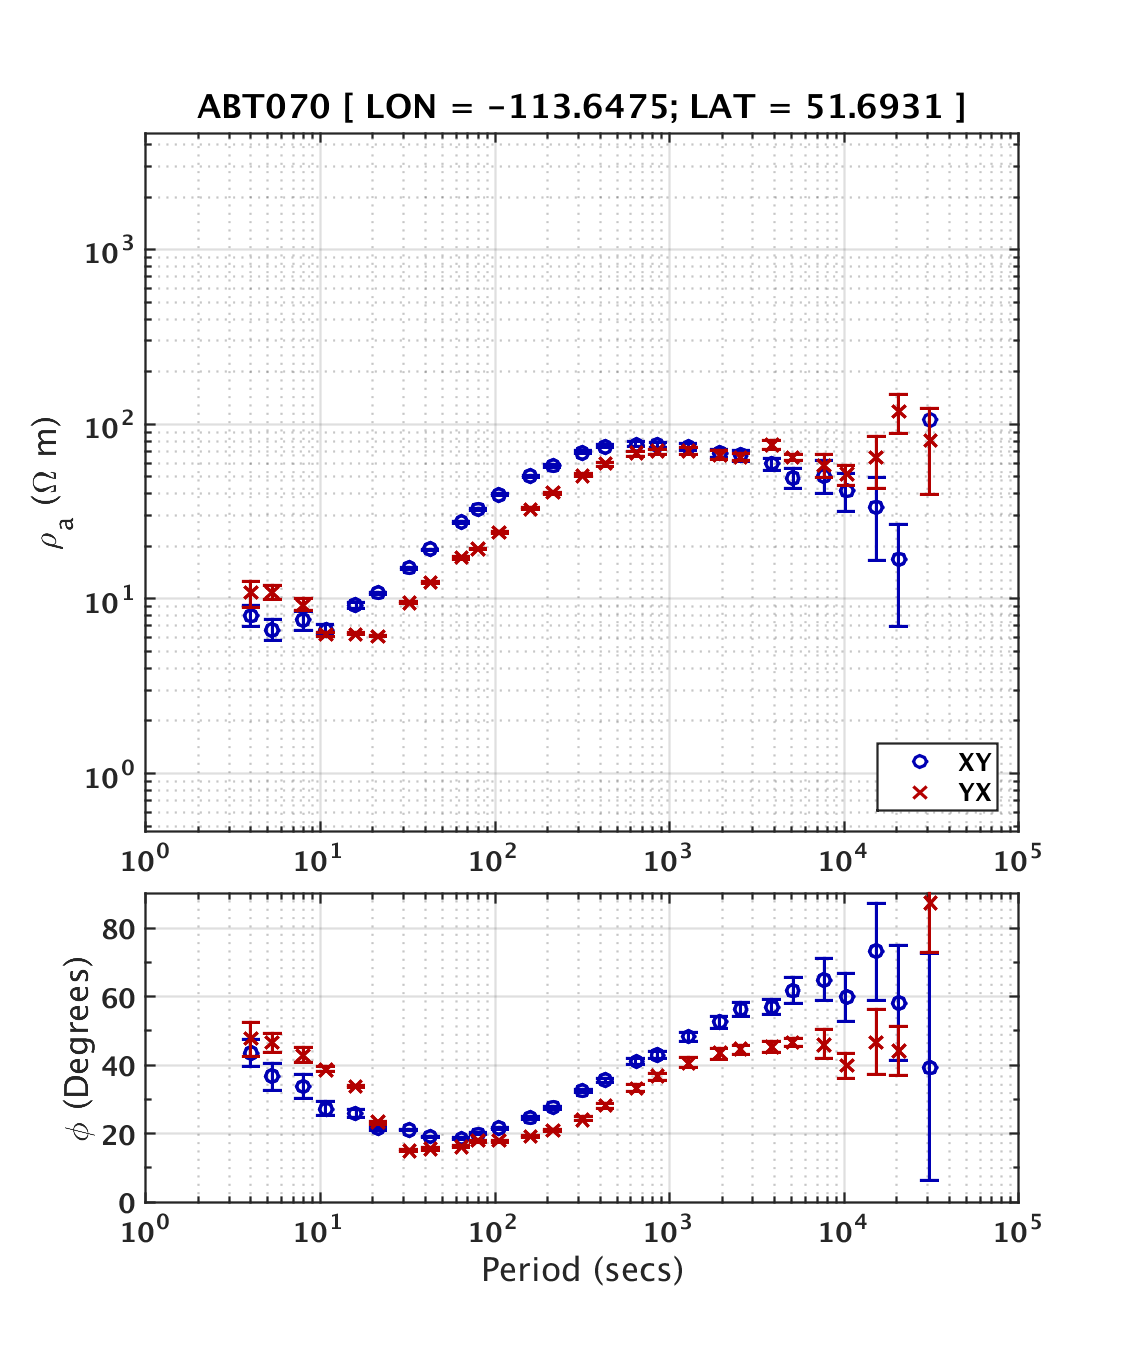 ABT070 [ LON = -113.6475; LAT = 51.6931 ]
10³
10²
10¹
10⁰
ρa (Ω m)
XY
YX
10⁰ 10¹ 10² 10³ 10⁴ 10⁵
80
60
40
20
0
ϕ (Degrees)
10⁰ 10¹ 10² 10³ 10⁴ 10⁵
Period (secs)